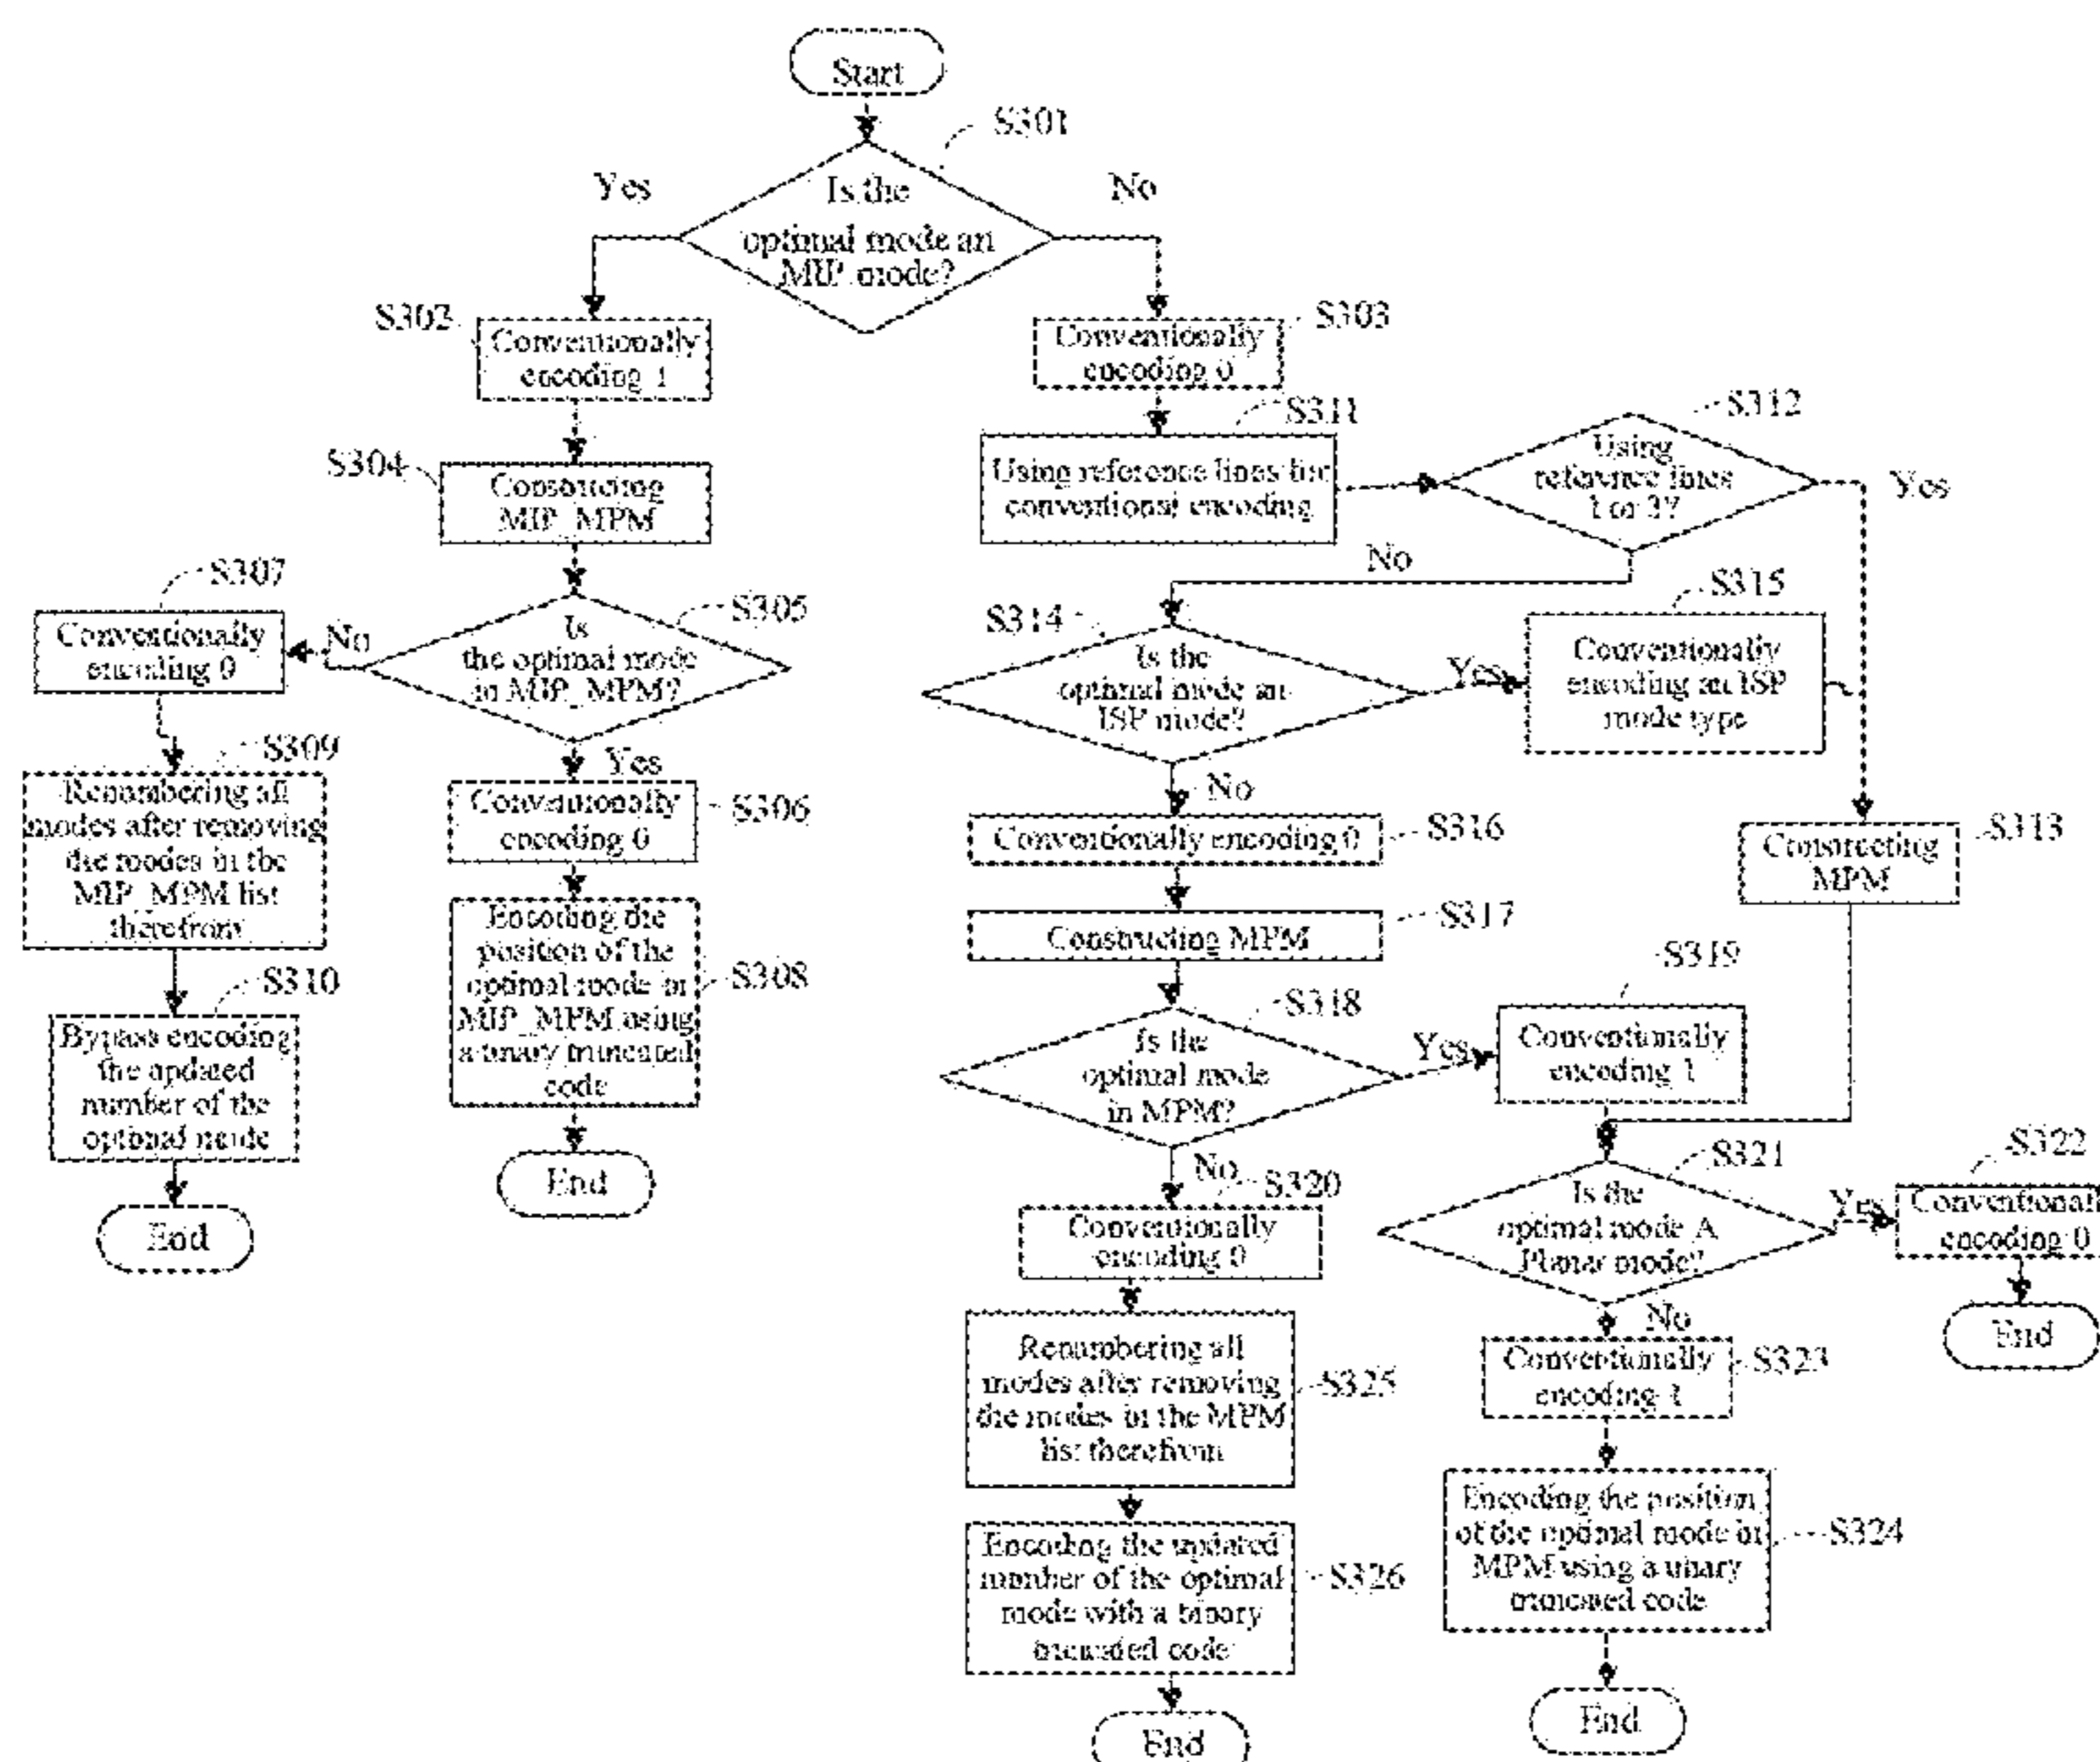 Start
S301
Yes
Is the
optimal mode an
MIP mode?
No
S302
Conventionally
encoding 1
Conventionally
encoding 0
S303
S304
Constructing
MIP_MPM
S311
Using reference lines for
conventional encoding
S312
Using
reference lines
1 or 3?
Yes
No
S307
Conventionally
encoding 0
No
S305
Is
the optimal mode
in MIP_MPM?
Yes
S314
Is the
optimal mode an
ISP mode?
Yes
S315
Conventionally
encoding an ISP
mode type
No
S309
Renumbering all
modes after removing
the modes in the
MIP_MPM list
therefrom
Conventionally
encoding 0
S306
Conventionally encoding 0
S316
Constructing
MPM
S313
Encoding the
position of the
optimal mode in
MIP_MPM using
a unary truncated
code
S308
Constructing MPM
S317
S310
Bypass encoding
the updated
number of the
optional mode
S318
Is the
optimal mode
in MPM?
Yes
S319
Conventionally
encoding 1
No
End
End
S320
Conventionally
encoding 0
S321
Is the
optimal mode A
Planar mode?
Yes
S322
Conventionall
encoding 0
End
No
Renumbering all
modes after removing
the modes in the MPM
list therefrom
S325
Conventionally
encoding 1
S323
Encoding the updated
number of the optimal
mode with a binary
truncated code
S326
Encoding the position
of the optimal mode in
MPM using a unary
truncated code
S324
End
End